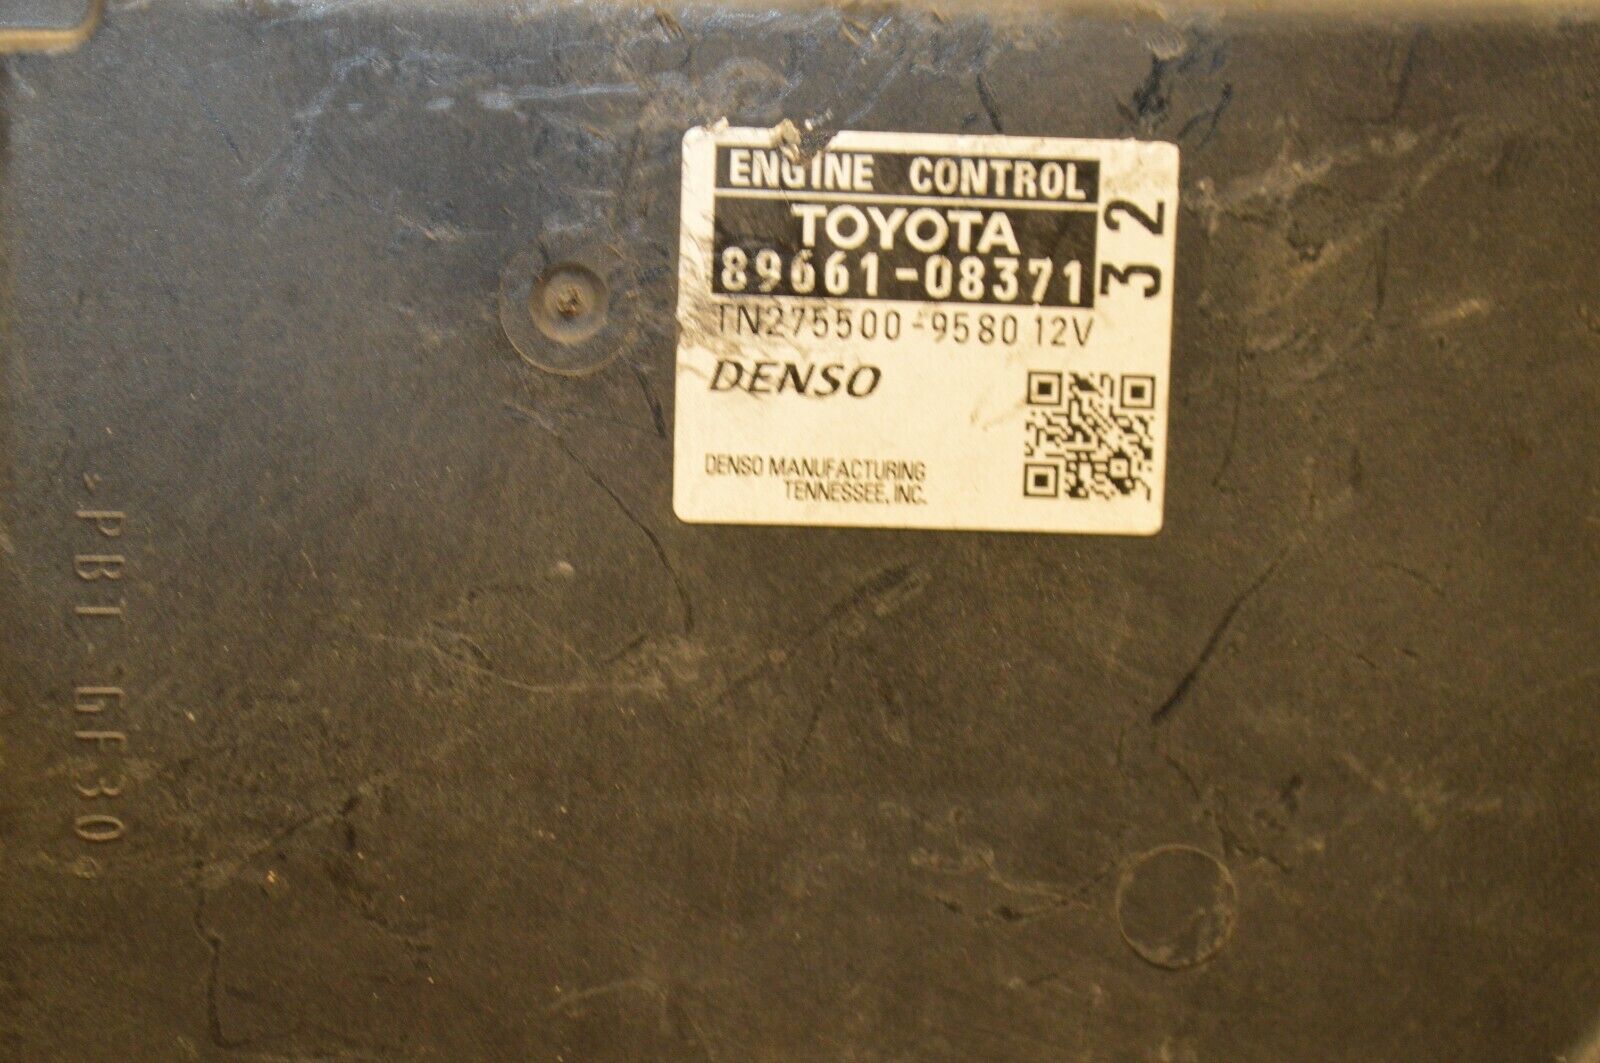 ENGINE CONTROL
TOYOTA
89661-08371
32
TN275500-9580 12V
DENSO
DENSO MANUFACTURING
TENNESSEE, INC.
>PBT-GF30